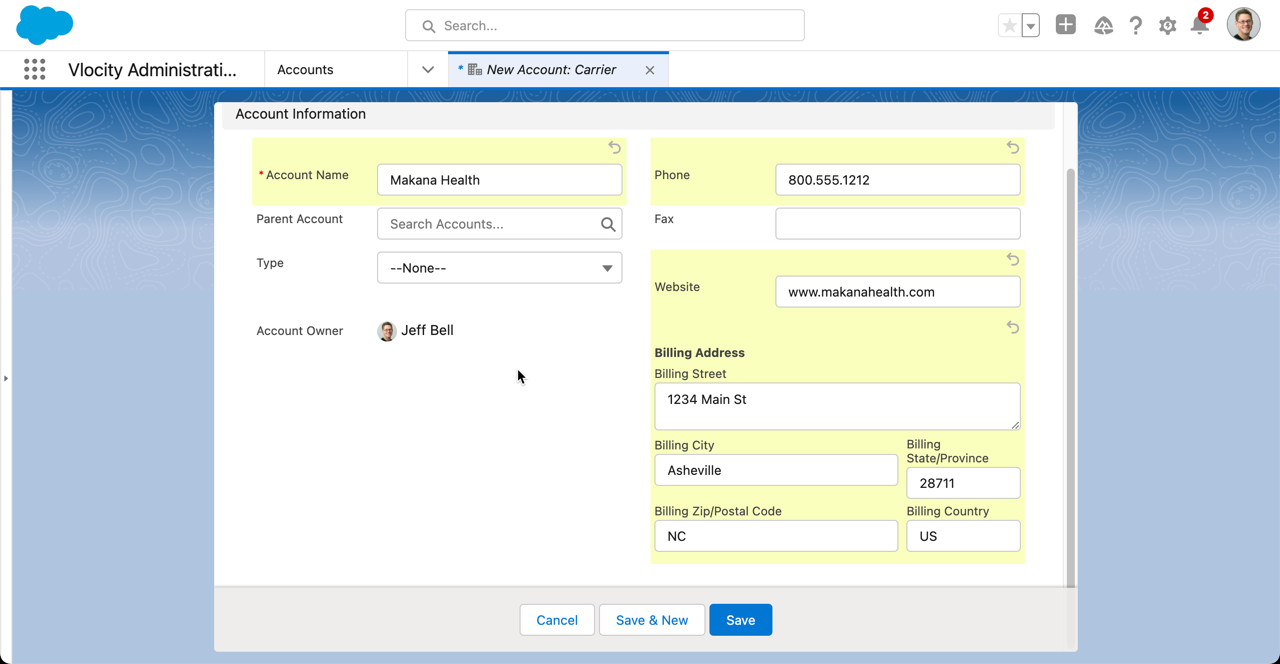 Search...
2
Vlocity Administrati...
Accounts
* New Account: Carrier
Account Information
* Account Name
Makana Health
Phone
800.555.1212
Parent Account
Search Accounts...
Fax
Type
--None--
Website
www.makanahealth.com
Account Owner
Jeff Bell
Billing Address
Billing Street
1234 Main St
Billing City
Asheville
Billing
State/Province
28711
Billing Zip/Postal Code
NC
Billing Country
US
Cancel
Save & New
Save